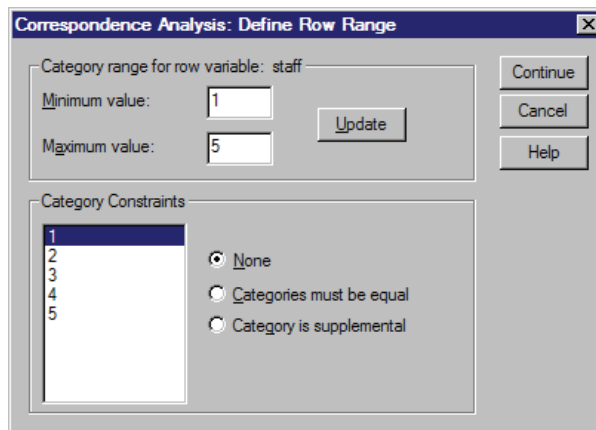 Correspondence Analysis: Define Row Range
Category range for row variable: staff
Minimum value: 1
Maximum value: 5
Update
Continue
Cancel
Help
Category Constraints
1
2
3
4
5
None
Categories must be equal
Category is supplemental